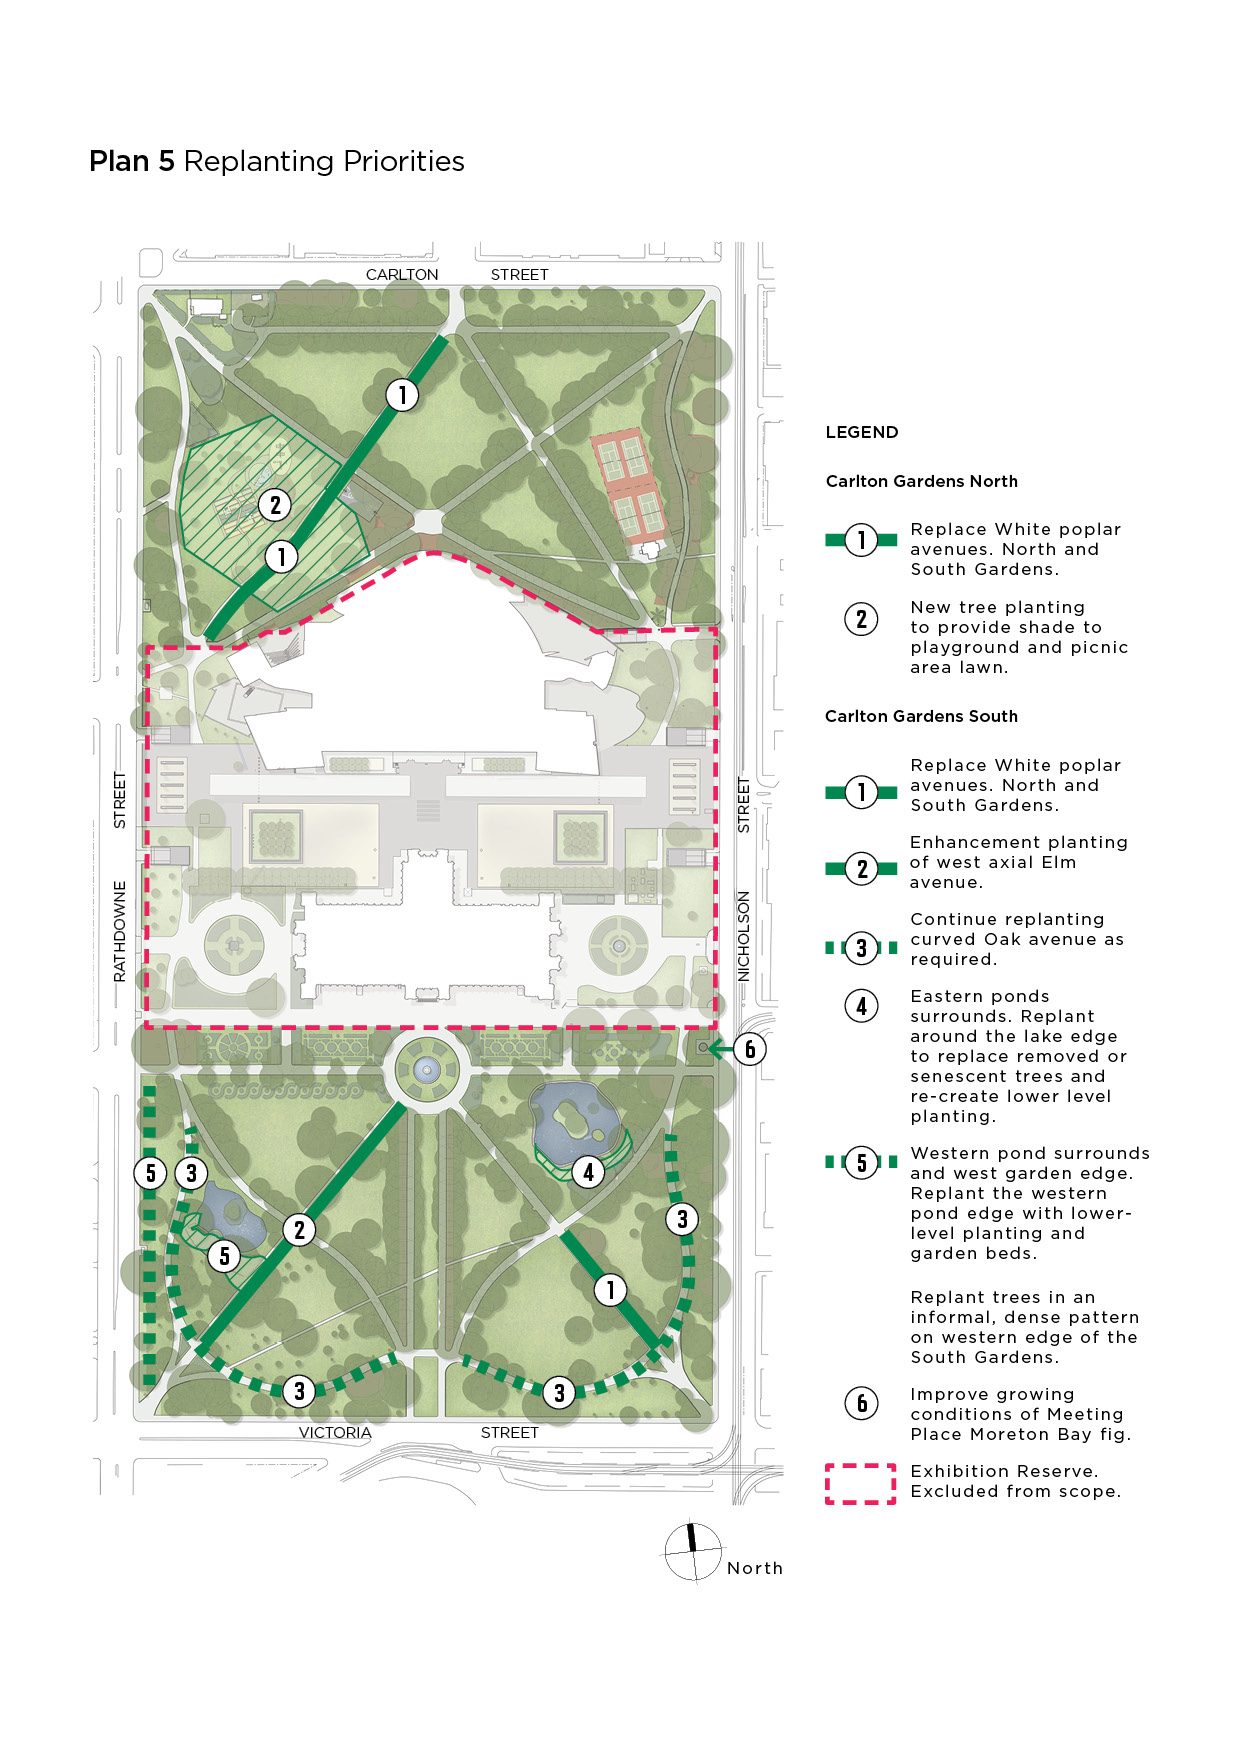 Plan 5 Replanting Priorities
CARLTON STREET
1
2
1
STREET
RATHDOWNE
STREET
NICHOLSON
6
5
3
4
2
5
3
1
3
3
VICTORIA STREET
North
LEGEND
Carlton Gardens North
1
Replace White poplar
avenues. North and
South Gardens.
2
New tree planting
to provide shade to
playground and picnic
area lawn.
Carlton Gardens South
1
Replace White poplar
avenues. North and
South Gardens.
2
Enhancement planting
of west axial Elm
avenue.
3
Continue replanting
curved Oak avenue as
required.
4
Eastern ponds
surrounds. Replant
around the lake edge
to replace removed or
senescent trees and
re-create lower level
planting.
5
Western pond surrounds
and west garden edge.
Replant the western
pond edge with lower-
level planting and
garden beds.
Replant trees in an
informal, dense pattern
on western edge of the
South Gardens.
6
Improve growing
conditions of Meeting
Place Moreton Bay fig.
Exhibition Reserve.
Excluded from scope.